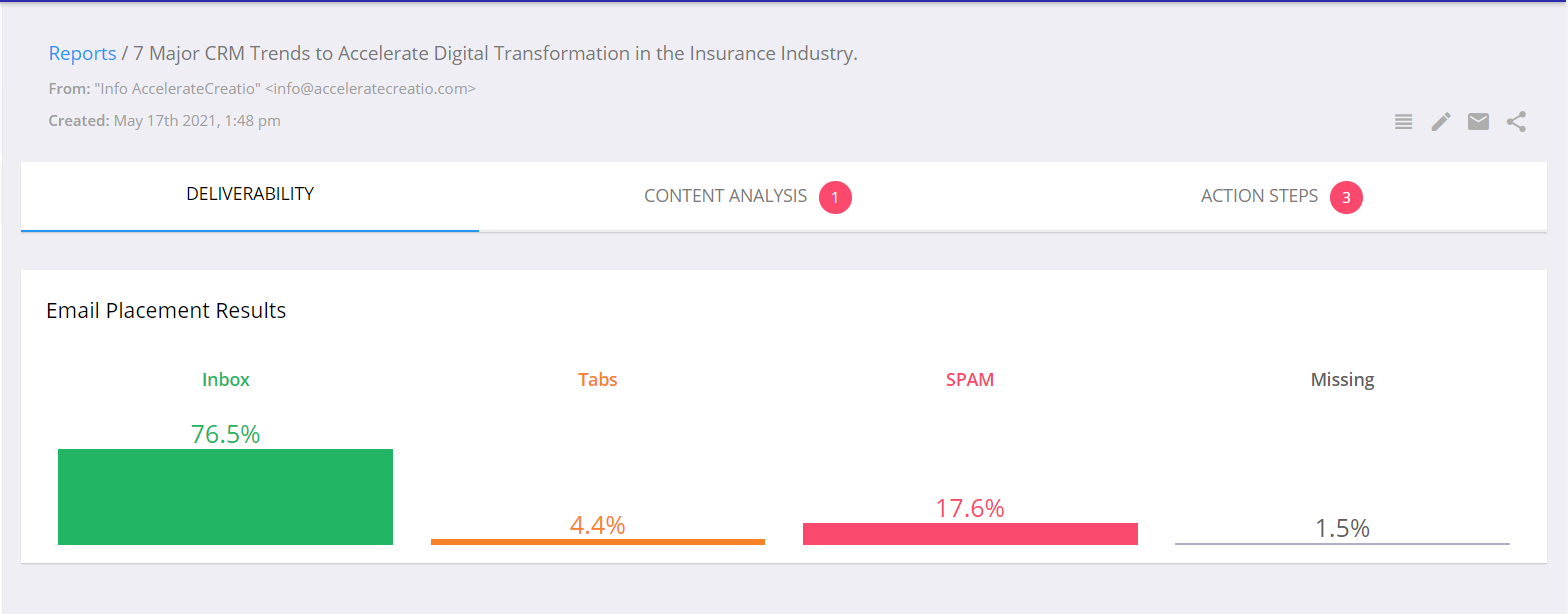 Reports / 7 Major CRM Trends to Accelerate Digital Transformation in the Insurance Industry.
From: "Info AccelerateCreatio" <info@acceleratecreatio.com>
Created: May 17th 2021, 1:48 pm
DELIVERABILITY
CONTENT ANALYSIS 1
ACTION STEPS 3
Email Placement Results
Inbox
Tabs
SPAM
Missing
76.5%
4.4%
17.6%
1.5%